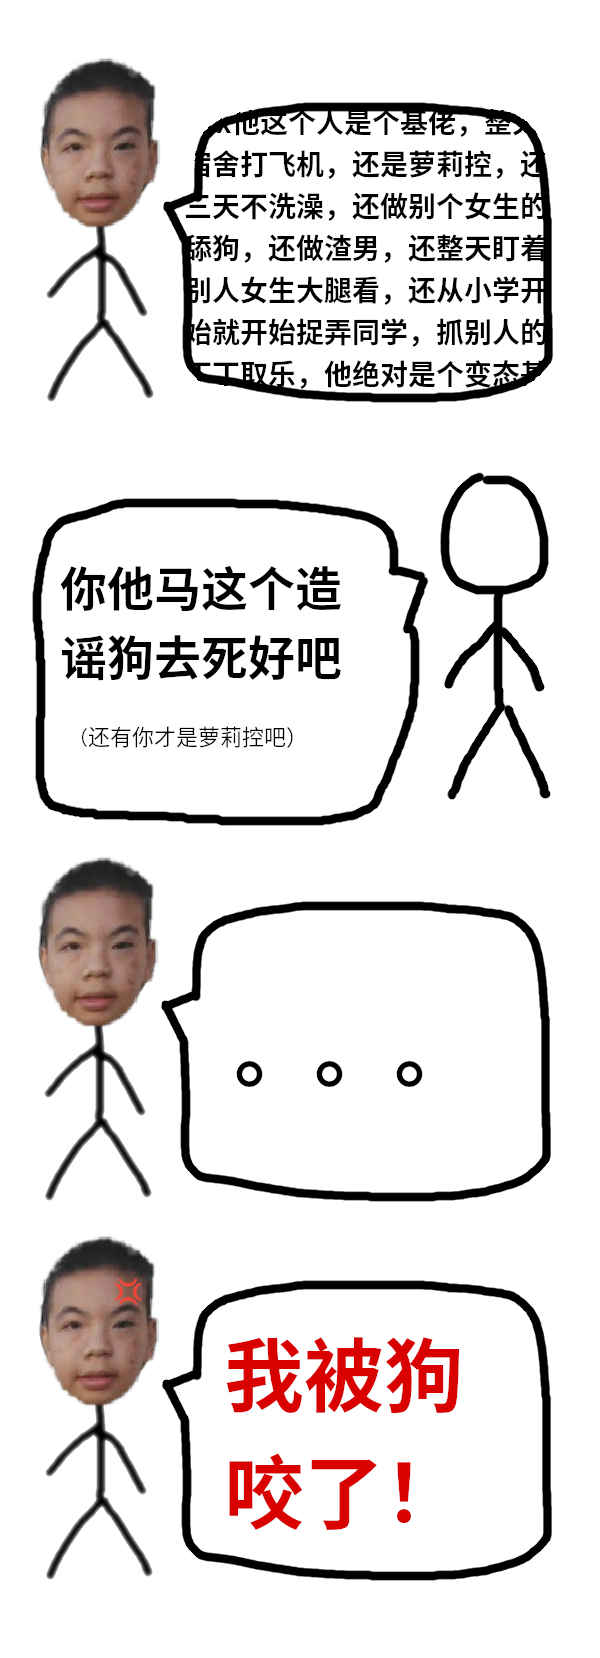 他这个人是个基佬，整天
宿舍打飞机，还是萝莉控，还
三天不洗澡，还做别个女生的
舔狗，还做渣男，还整天盯着
别人女生大腿看，还从小学开
始就开始捉弄同学，抓别人的
丁取乐，他绝对是个变态
你他马这个造
谣狗去死好吧
（还有你才是萝莉控吧）
我被狗
咬了！